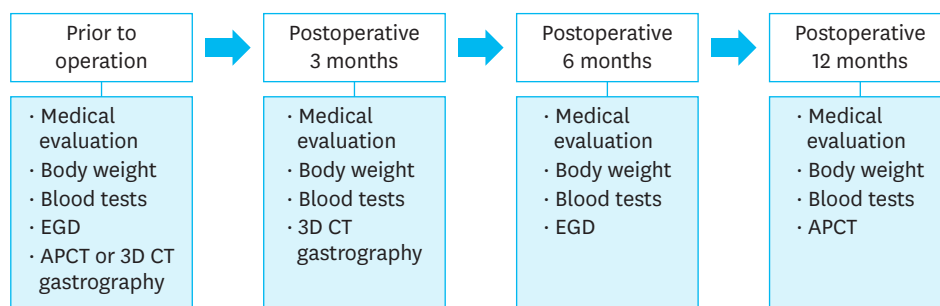 Prior to
operation
· Medical
evaluation
· Body weight
· Blood tests
· EGD
· APCT or 3D CT
gastrography
Postoperative
3 months
· Medical
evaluation
· Body weight
· Blood tests
· 3D CT
gastrography
Postoperative
6 months
· Medical
evaluation
· Body weight
· Blood tests
· EGD
Postoperative
12 months
· Medical
evaluation
· Body weight
· Blood tests
· APCT